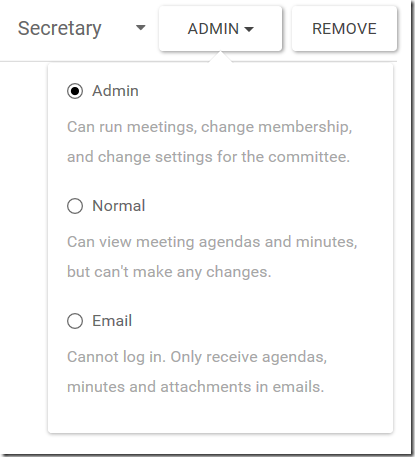 Secretary ADMIN REMOVE
Admin
Can run meetings, change membership,
and change settings for the committee.
Normal
Can view meeting agendas and minutes,
but can't make any changes.
Email
Cannot log in. Only receive agendas,
minutes and attachments in emails.